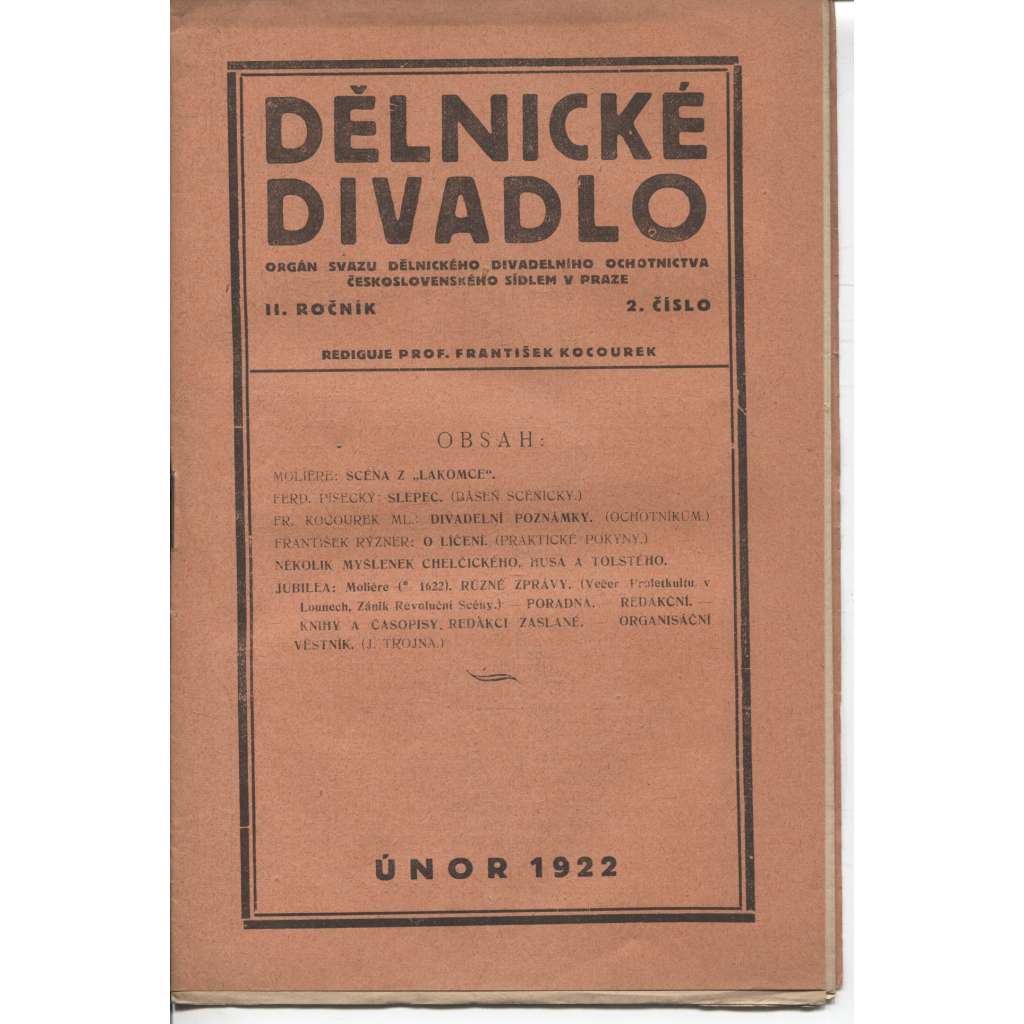 DĚLNICKÉ
DIVADLO
ORGÁN SVAZU DĚLNICKÉHO DIVADELNÍHO OCHOTNICTVA
ČESKOSLOVENSKÉHO SÍDLEM V PRAZE
II. ROČNÍK 2. ČÍSLO
REDIGUJE PROF. FRANTIŠEK KOCOUREK
OBSAH:
MOLIÈRE: SCÉNA Z „LAKOMCE“.
FERD. PÍSECKÝ: SLEPEC. (BÁSEŇ SCÉNICKÝ.)
FR. KOCOUREK ML.: DIVADELNÍ POZNÁMKY. (OCHOTNÍKŮM.)
FRANTIŠEK RÝZNER: O LÍČENÍ. (PRAKTICKÉ POKYNY.)
NĚKOLIK MYŠLENEK CHELČICKÉHO, HUSA A TOLSTÉHO.
JUBILEA: Molière (* 1622). RŮZNÉ ZPRÁVY. (Večer Proletkultu v
Lounech, Zánik Revoluční Scény.) — PORADNA. — REDAKČNÍ. —
KNIHY A ČASOPISY, REDAKCI ZASLANÉ. — ORGANISAČNÍ
VĚSTNÍK. (J. TROJNA.)
ÚNOR 1922